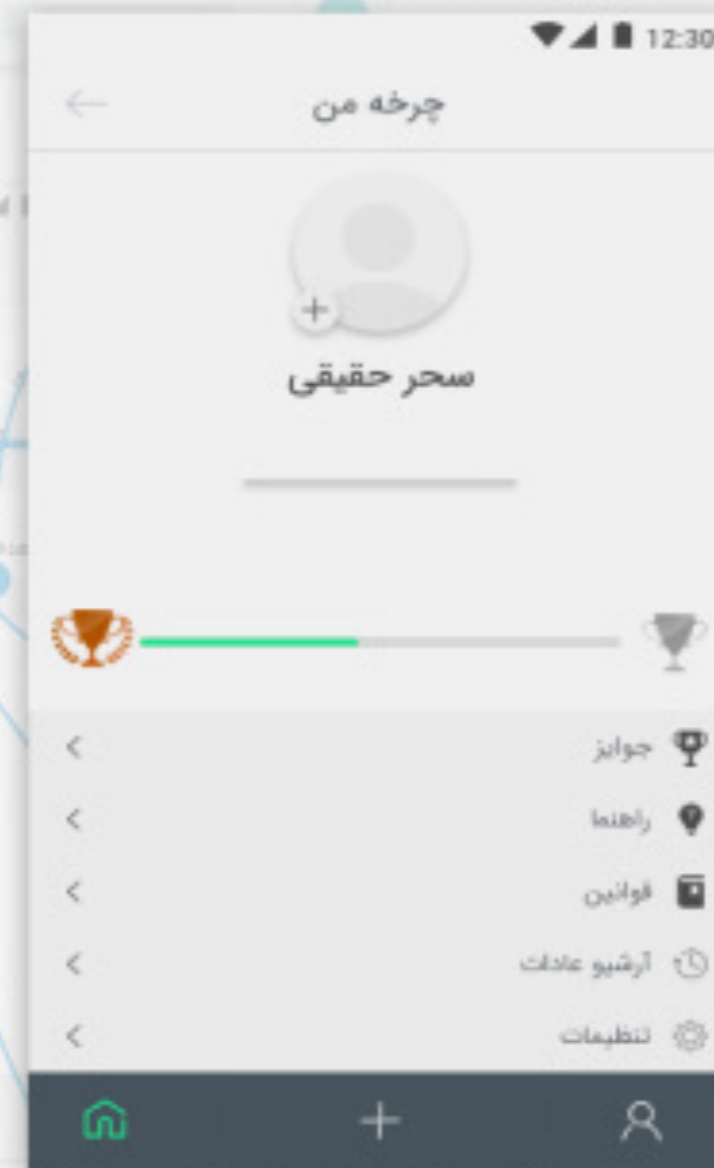 12:30
چرخه من
سحر حقیقی
جوایز
راهنما
قوانین
آرشیو عادات
تنظیمات